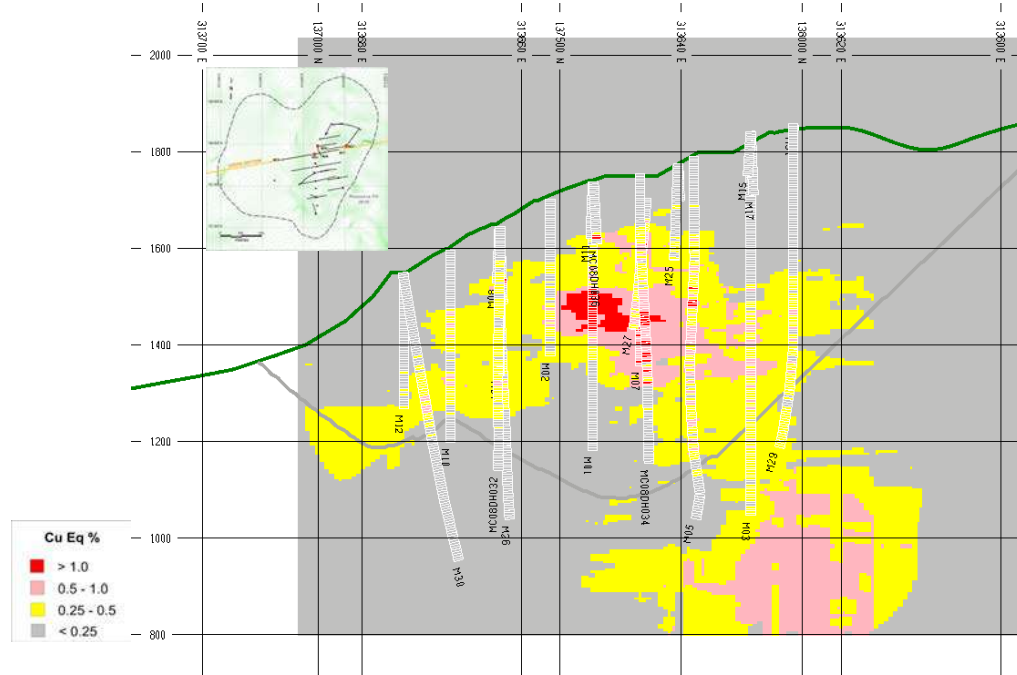 313700 E
137000 N
313680 E
313660 E
137500 N
313640 E
138000 N
313620 E
313600 E
2000
1800
1600
1400
1200
1000
800
M12
M10
M30
M08
MC08DH032
M26
M02
M01
M27
M07
MC08DH034
M25
M05
M15
M17
M03
M29
Cu Eq %
> 1.0
0.5 - 1.0
0.25 - 0.5
< 0.25